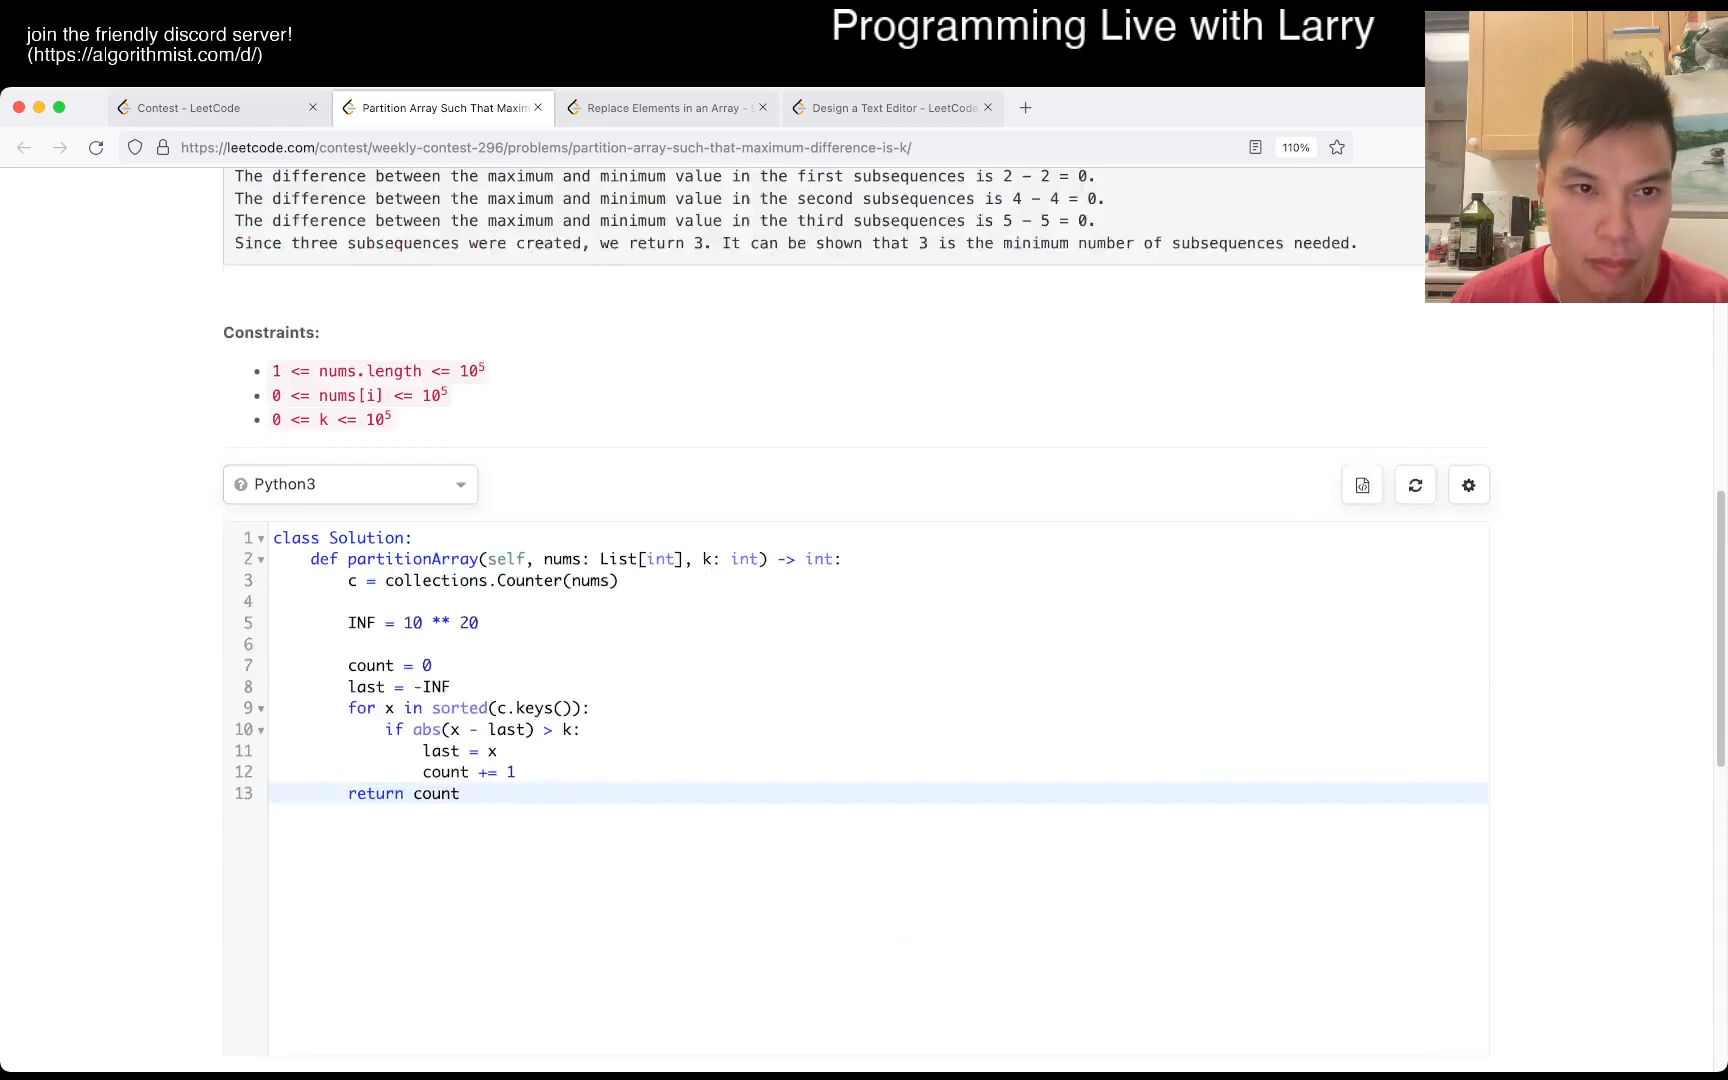 join the friendly discord server!
(https://algorithmist.com/d/)
Programming Live with Larry
Contest - LeetCode
Partition Array Such That Maxim
Replace Elements in an Array -
Design a Text Editor - LeetCode
https://leetcode.com/contest/weekly-contest-296/problems/partition-array-such-that-maximum-difference-is-k/
110%
The difference between the maximum and minimum value in the first subsequences is 2 - 2 = 0.
The difference between the maximum and minimum value in the second subsequences is 4 - 4 = 0.
The difference between the maximum and minimum value in the third subsequences is 5 - 5 = 0.
Since three subsequences were created, we return 3. It can be shown that 3 is the minimum number of subsequences needed.
Constraints:
• 1 <= nums.length <= 10⁵
• 0 <= nums[i] <= 10⁵
• 0 <= k <= 10⁵
Python3
1 class Solution:
2 def partitionArray(self, nums: List[int], k: int) -> int:
3 c = collections.Counter(nums)
4
5 INF = 10 ** 20
6
7 count = 0
8 last = -INF
9 for x in sorted(c.keys()):
10 if abs(x - last) > k:
11 last = x
12 count += 1
13 return count